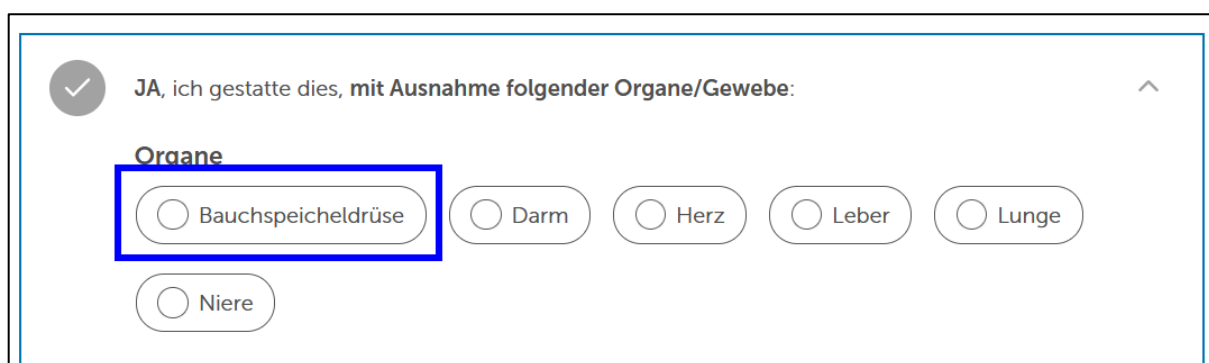 JA, ich gestatte dies, mit Ausnahme folgender Organe/Gewebe:
Organe
Bauchspeicheldrüse Darm Herz Leber Lunge
Niere